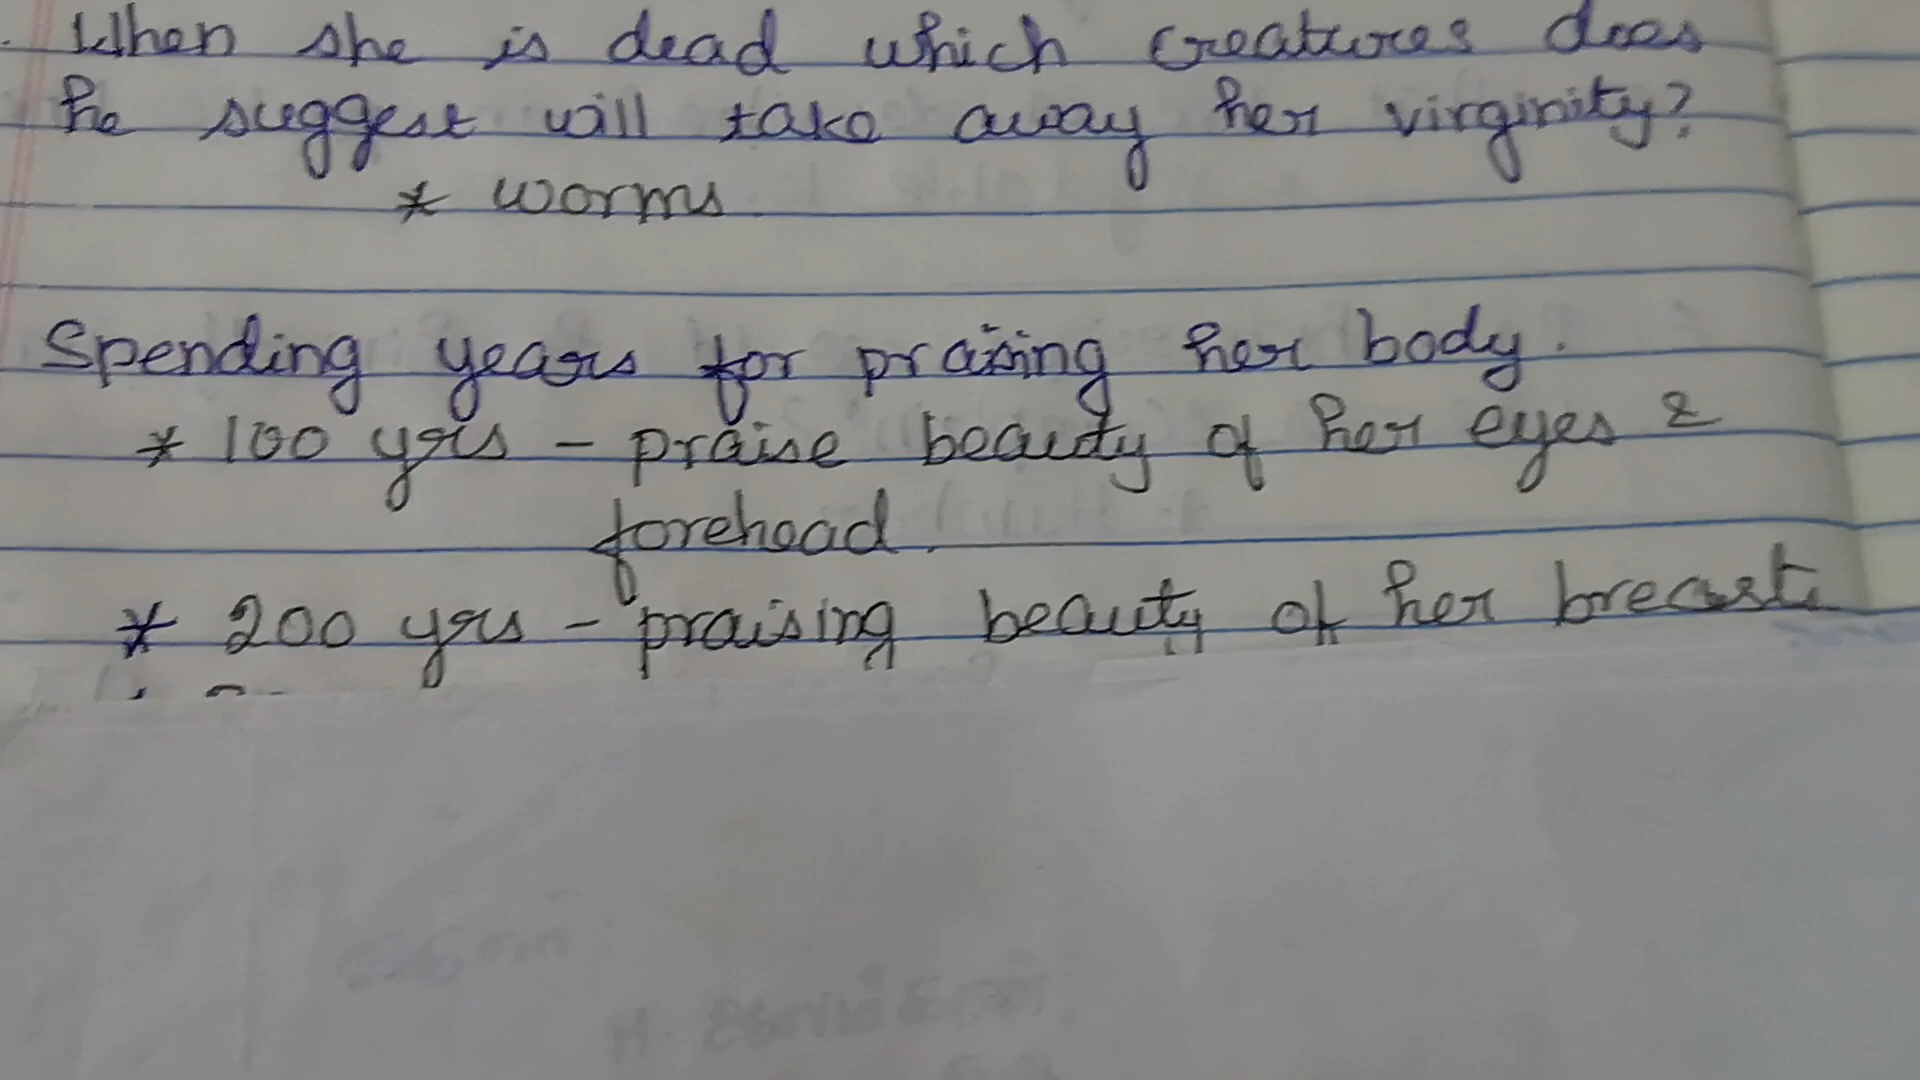 When she is dead which creatures does
he suggest will take away her virginity?
* worms.
Spending years for praising her body.
* 100 yrs - praise beauty of her eyes &
forehead.
* 200 yrs - praising beauty of her breast